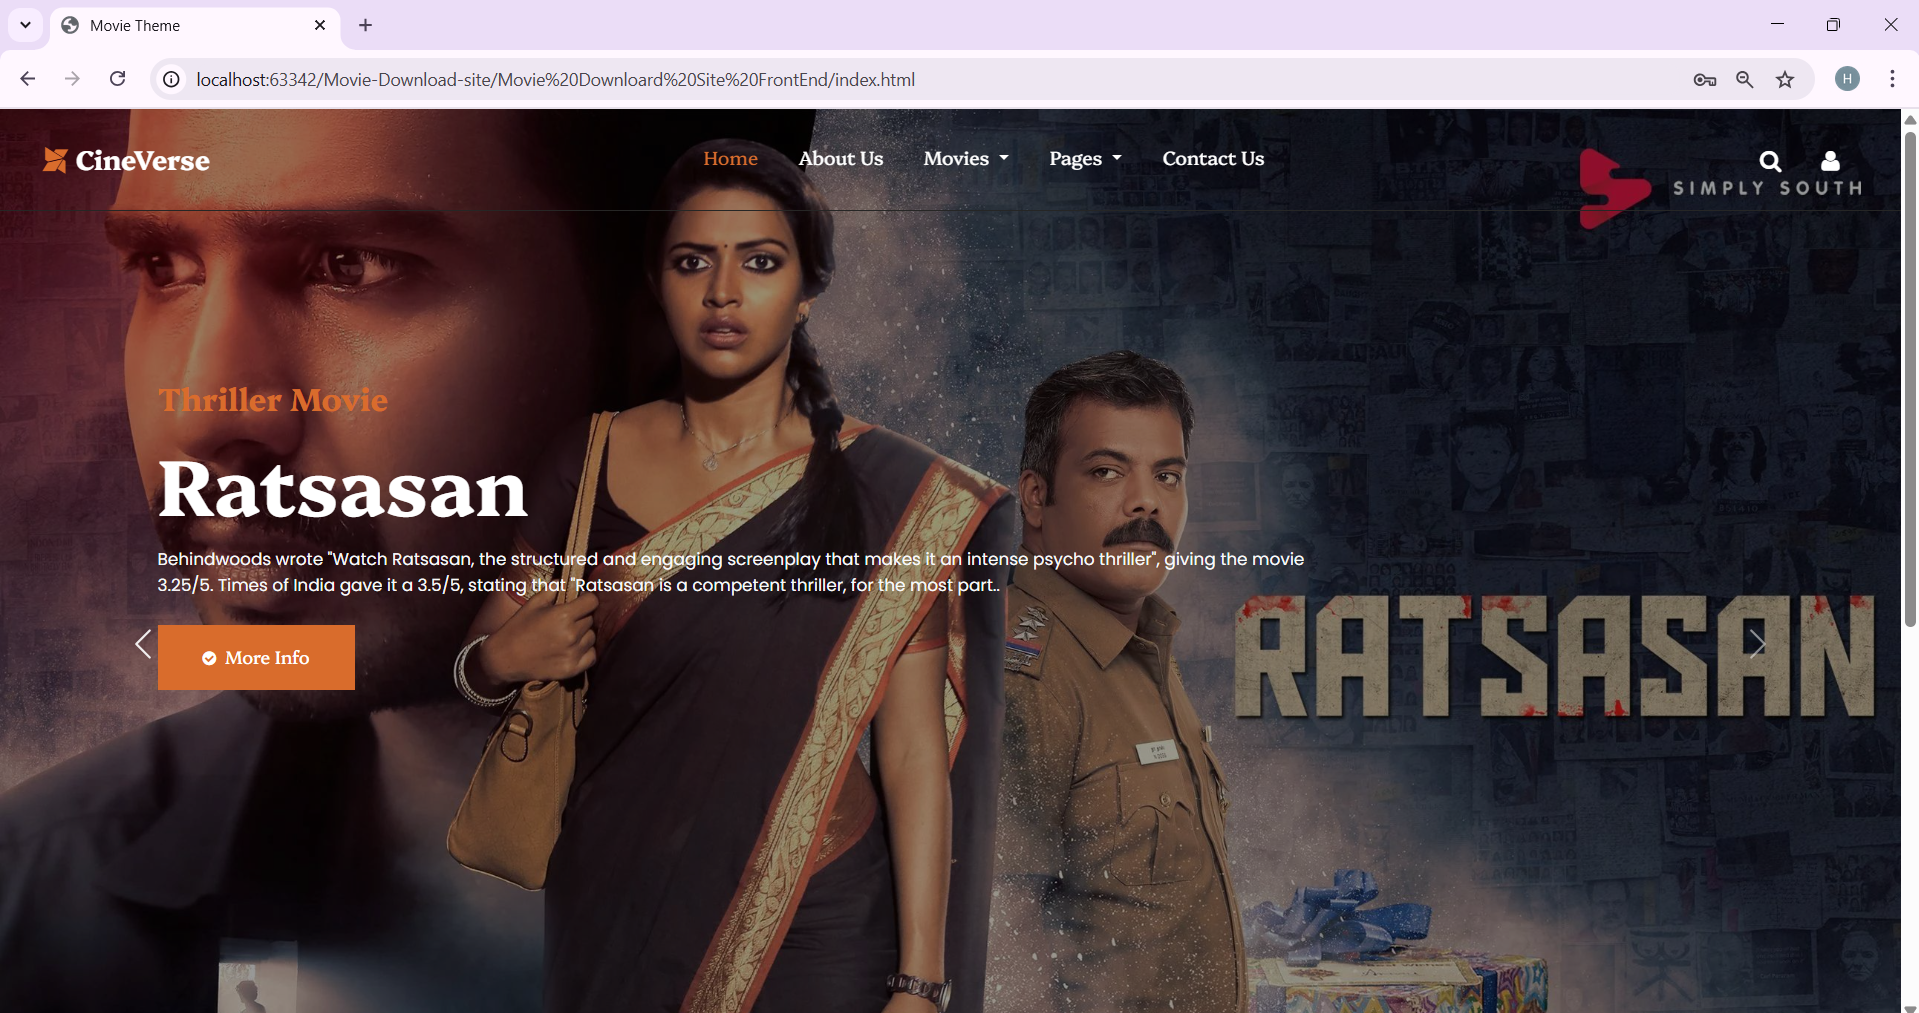 Movie Theme
localhost:63342/Movie-Download-site/Movie%20Downloard%20Site%20FrontEnd/index.html
H
CineVerse
Home
About Us
Movies
Pages
Contact Us
SIMPLY SOUTH
Thriller Movie
Ratsasan
Behindwoods wrote "Watch Ratsasan, the structured and engaging screenplay that makes it an intense psycho thriller", giving the movie
3.25/5. Times of India gave it a 3.5/5, stating that "Ratsasan is a competent thriller, for the most part..
RATSASAN
More Info